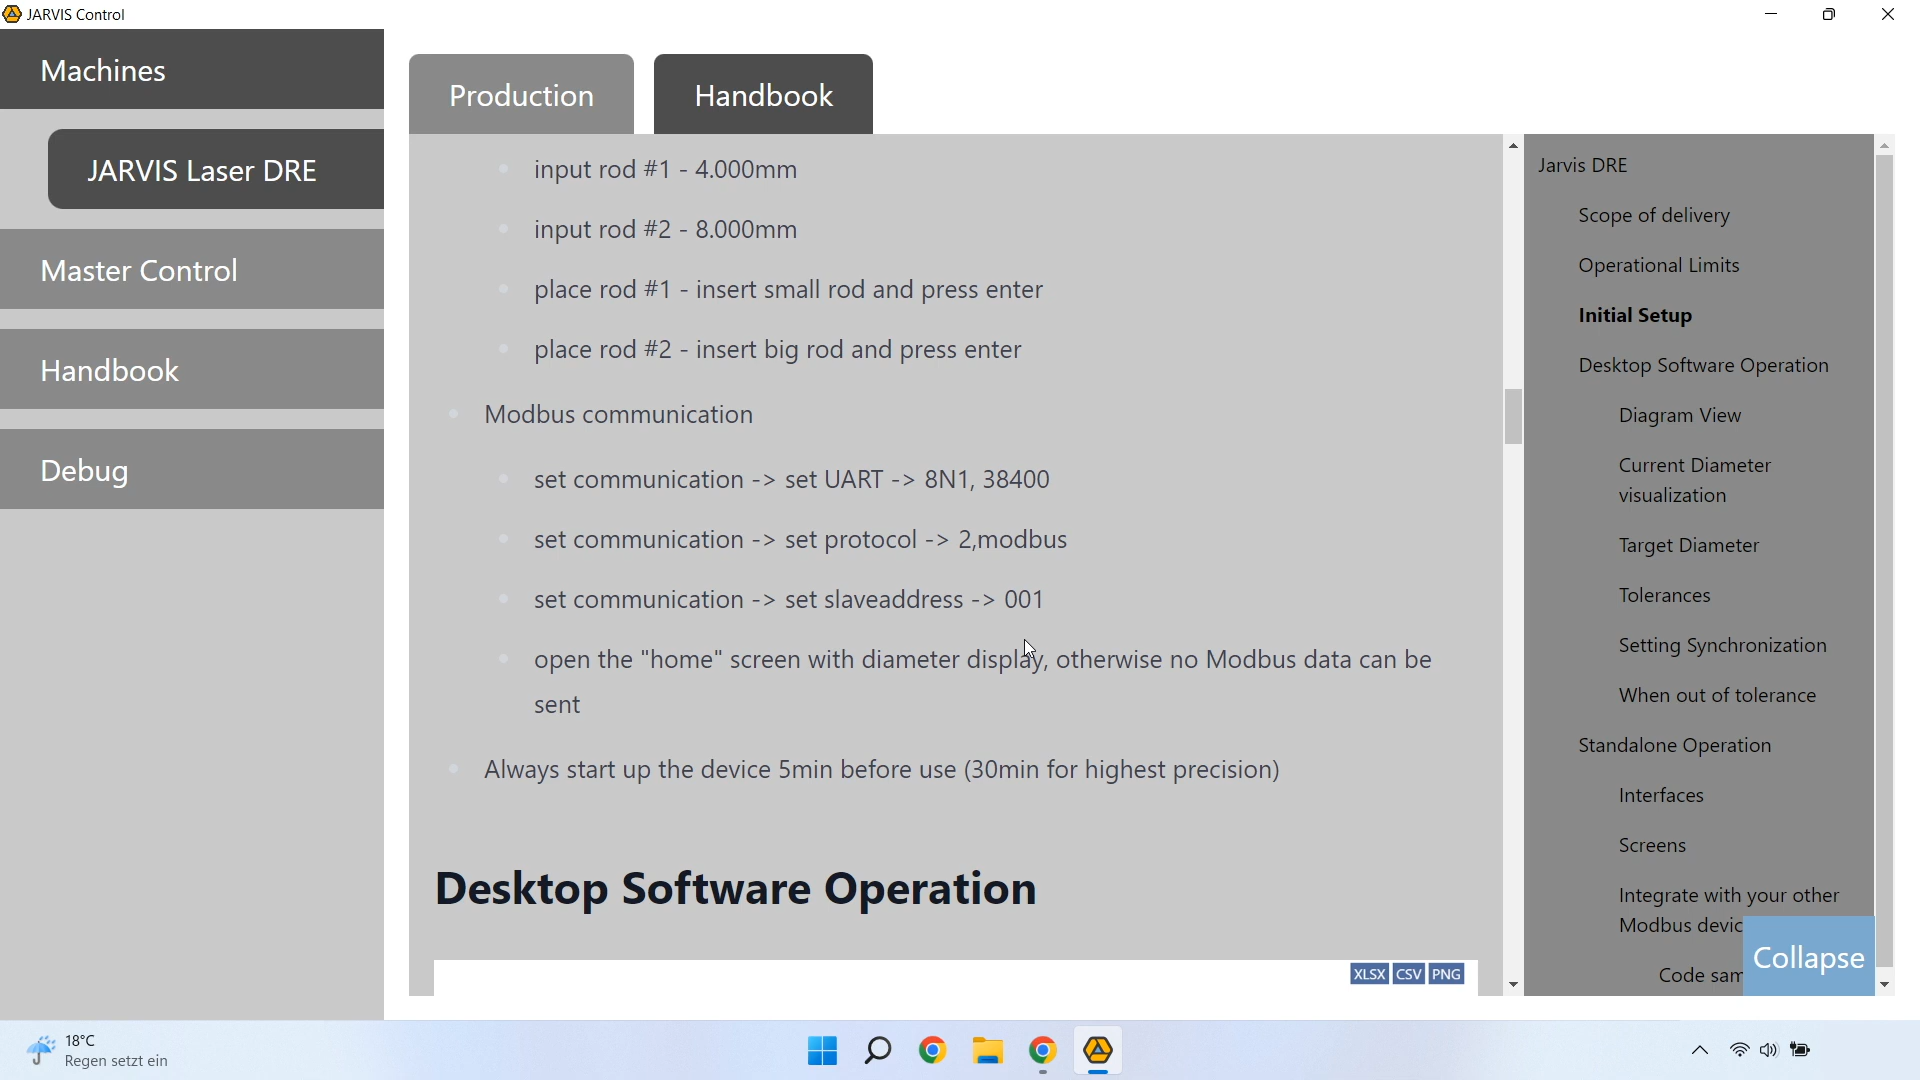 JARVIS Control
Machines
JARVIS Laser DRE
Master Control
Handbook
Debug
Production
Handbook
input rod #1 - 4.000mm
input rod #2 - 8.000mm
place rod #1 - insert small rod and press enter
place rod #2 - insert big rod and press enter
Modbus communication
set communication -> set UART -> 8N1, 38400
set communication -> set protocol -> 2,modbus
set communication -> set slaveaddress -> 001
open the "home" screen with diameter display, otherwise no Modbus data can be
sent
Always start up the device 5min before use (30min for highest precision)
Desktop Software Operation
XLSX CSV PNG
Jarvis DRE
Scope of delivery
Operational Limits
Initial Setup
Desktop Software Operation
Diagram View
Current Diameter
visualization
Target Diameter
Tolerances
Setting Synchronization
When out of tolerance
Standalone Operation
Interfaces
Screens
Integrate with your other
Modbus devic
Code sam
Collapse
18°C
Regen setzt ein